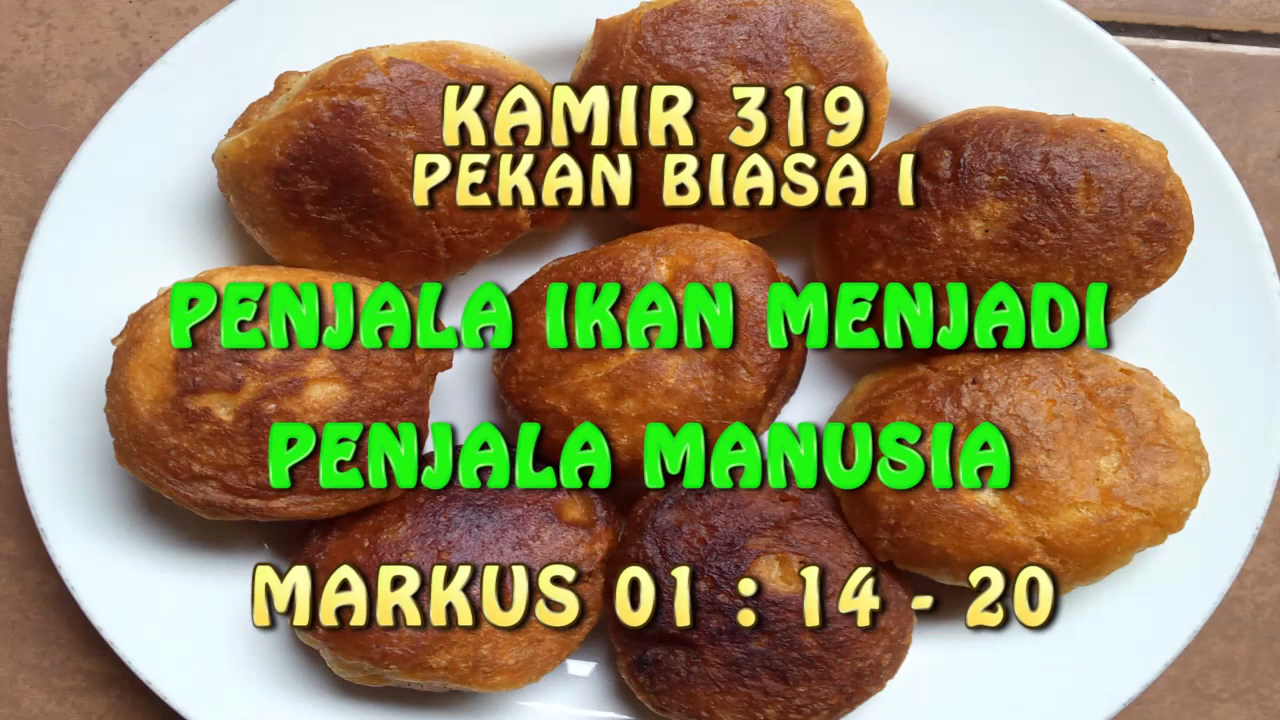 KAMIR 319
PEKAN BIASA I
PENJALA IKAN MENJADI
PENJALA MANUSIA
MARKUS 01 : 14 - 20